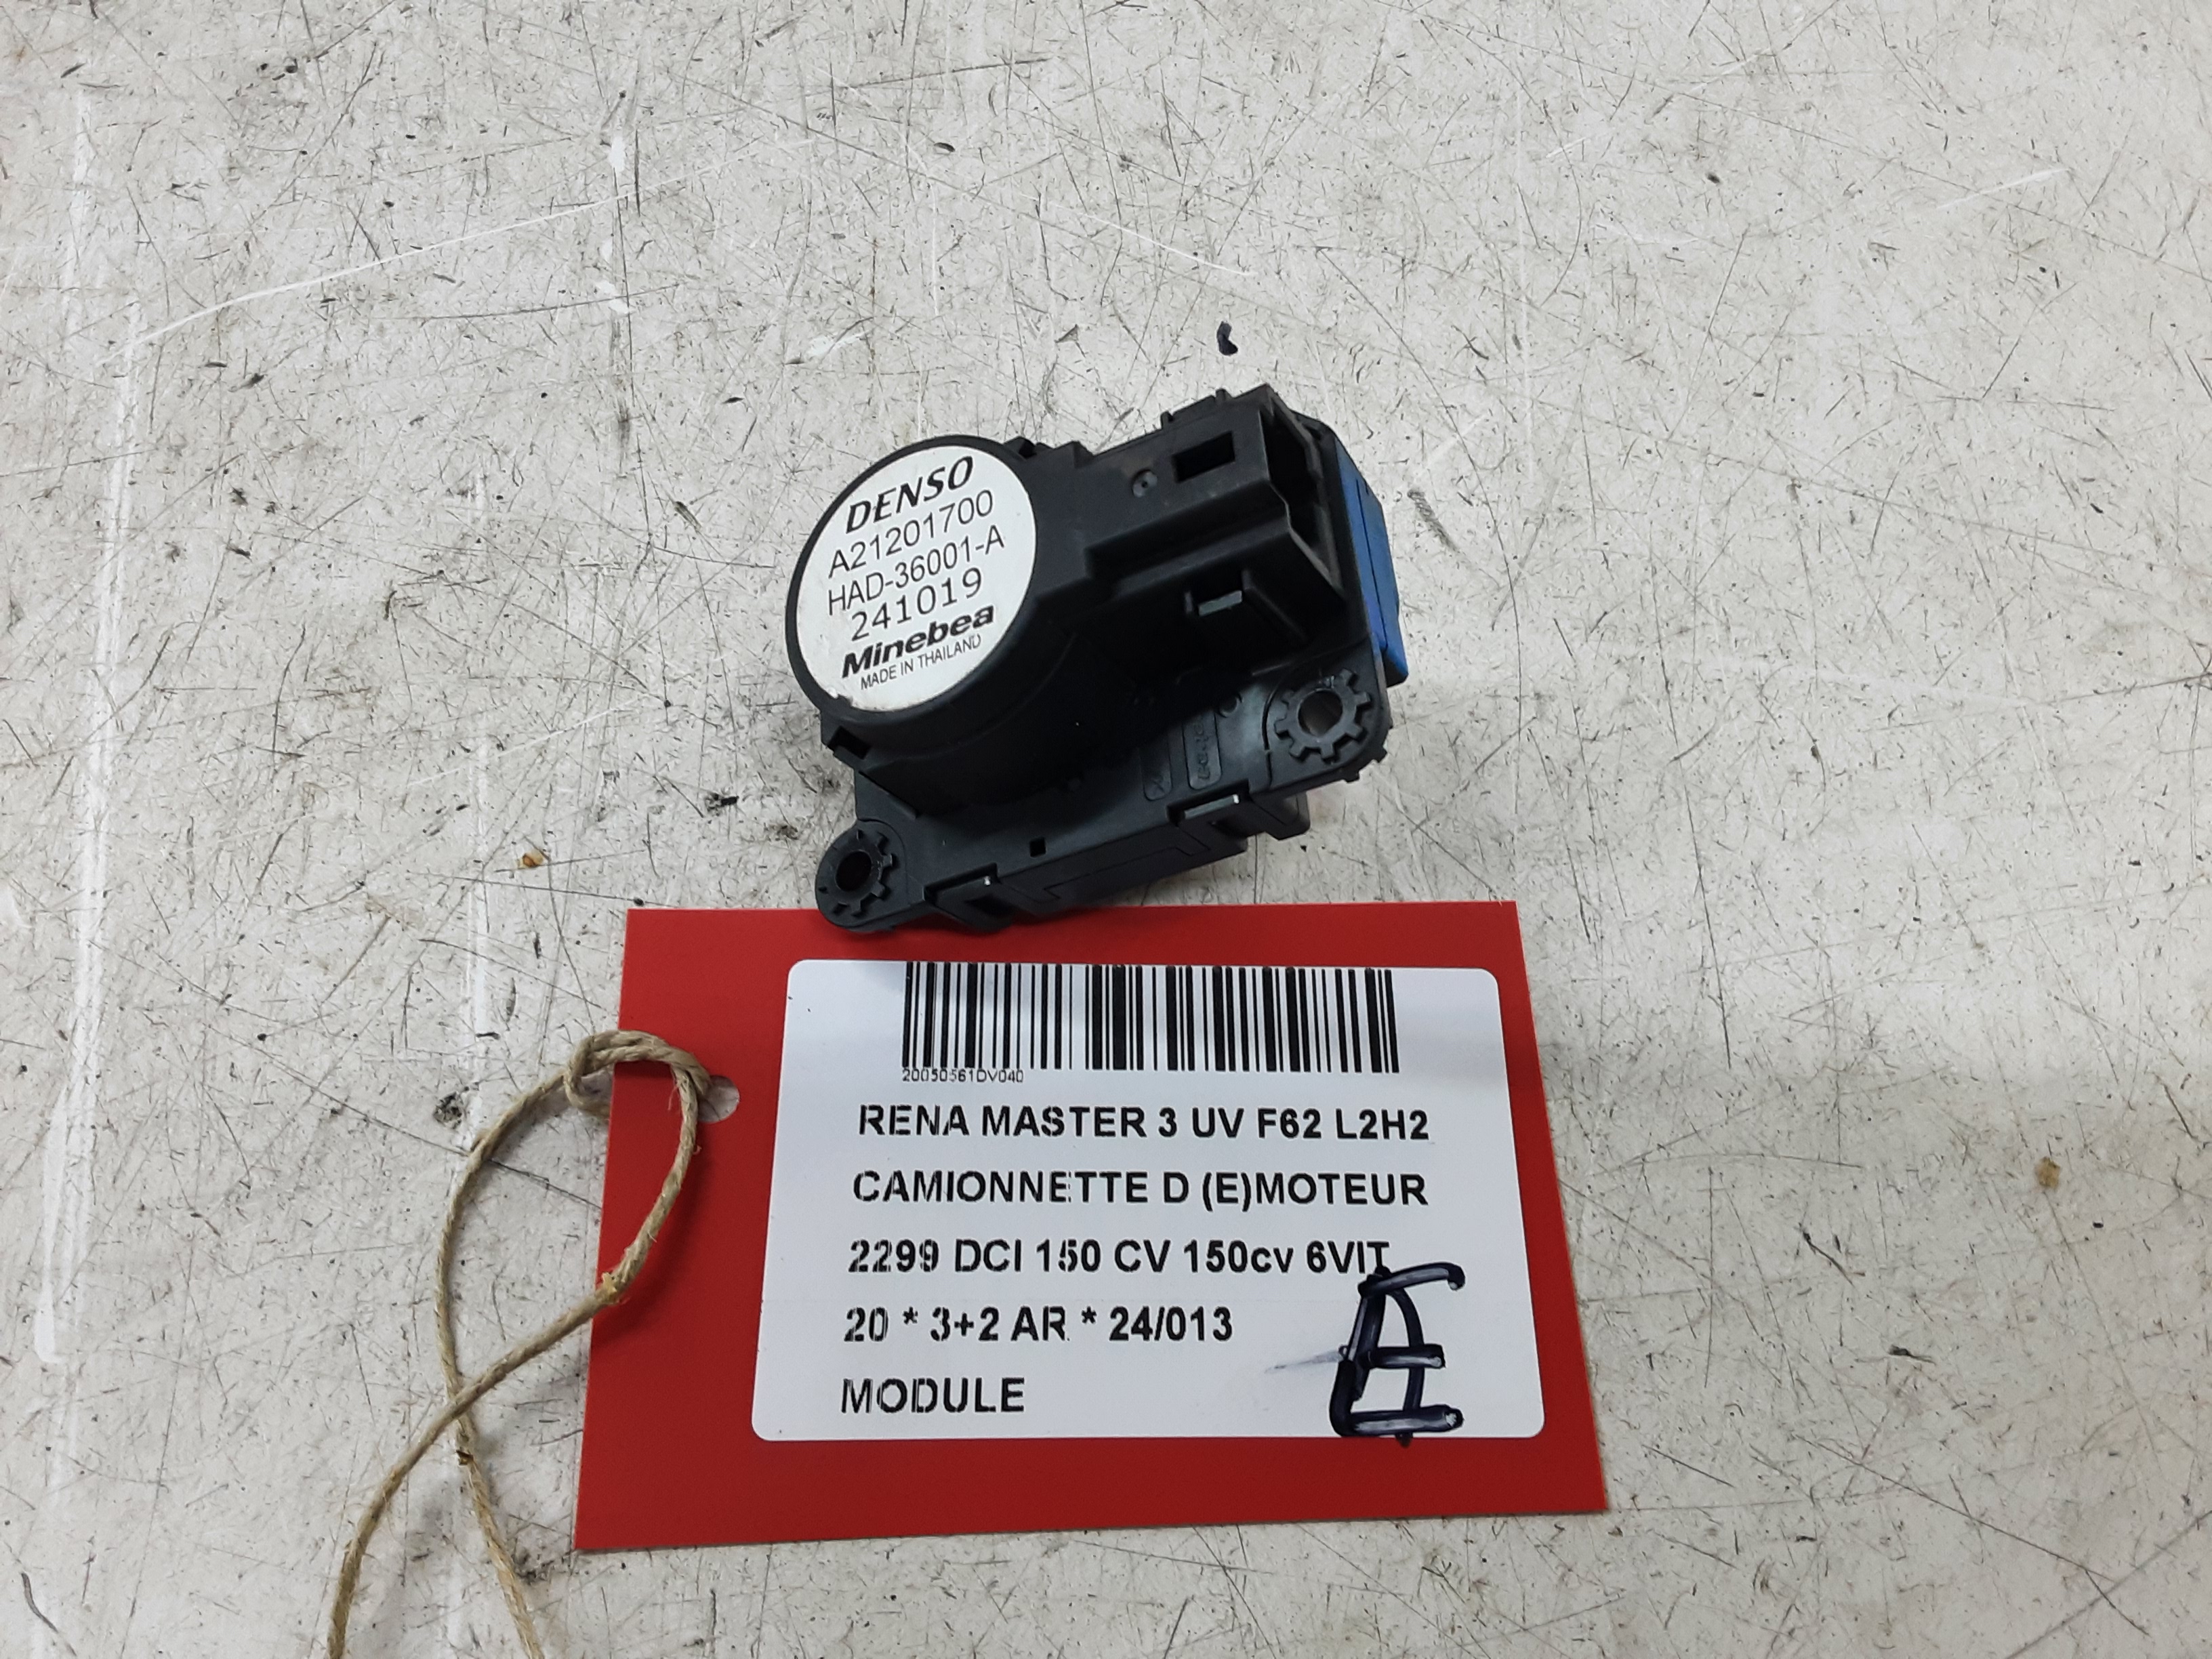 DENSO
A21201700
HAD-36001-A
241019
Minebea
MADE IN THAILAND
20050561DV040
RENA MASTER 3 UV F62 L2H2
CAMIONNETTE D (E)MOTEUR
2299 DCI 150 CV 150cv 6VIT
20 * 3+2 AR * 24/013
MODULE